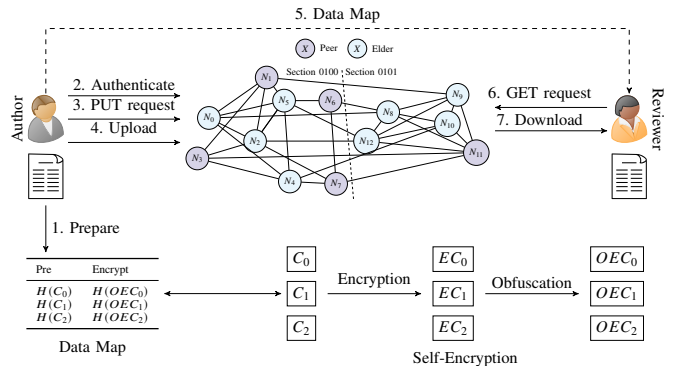 5. Data Map
X Peer X Elder
Section 0100 Section 0101
Author
2. Authenticate
3. PUT request
4. Upload
N1
N5
N6
N9
N0
N8
N10
N2
N12
N3
N11
N4
N7
6. GET request
7. Download
Reviewer
1. Prepare
Pre Encrypt
H(C0) H(OEC0)
H(C1) H(OEC1)
H(C2) H(OEC2)
Data Map
C0
C1
C2
Encryption
EC0
EC1
EC2
Obfuscation
OEC0
OEC1
OEC2
Self-Encryption